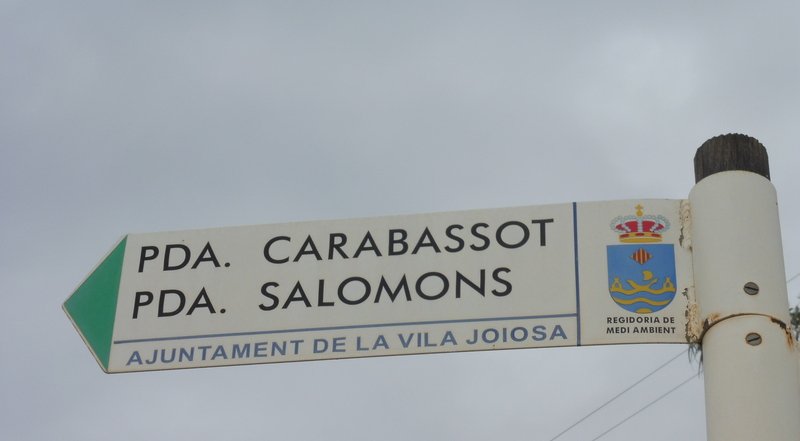 PDA. CARABASSOT
PDA. SALOMONS
AJUNTAMENT DE LA VILA JOIOSA
REGIDORIA DE
MEDI AMBIENT